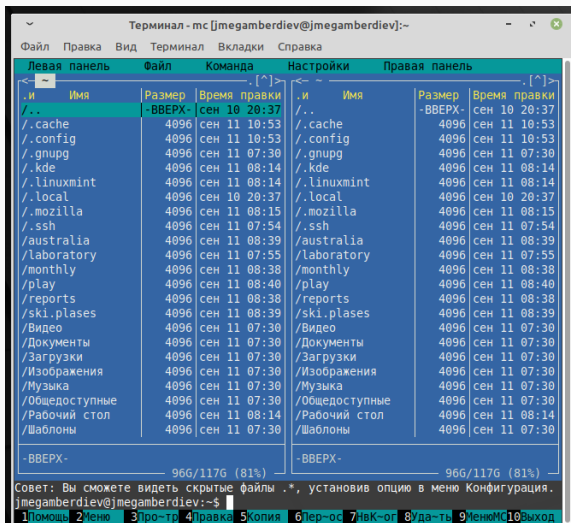 Терминал - mc [jmegamberdiev@jmegamberdiev]:~
Файл Правка Вид Терминал Вкладки Справка
Левая панель Файл Команда Настройки Правая панель
<─ ~ ─.[^]>┐┌<─ ~ ─.[^]>
.и Имя │Размер │Время правки │ .и Имя │Размер │Время правки
/.. │-ВВЕРХ-│сен 10 20:37 │ /.. │-ВВЕРХ-│сен 10 20:37
/.cache │ 4096│сен 11 10:53 │ /.cache │ 4096│сен 11 10:53
/.config │ 4096│сен 11 10:53 │ /.config │ 4096│сен 11 10:53
/.gnupg │ 4096│сен 11 07:30 │ /.gnupg │ 4096│сен 11 07:30
/.kde │ 4096│сен 11 08:14 │ /.kde │ 4096│сен 11 08:14
/.linuxmint │ 4096│сен 11 08:14 │ /.linuxmint │ 4096│сен 11 08:14
/.local │ 4096│сен 10 20:37 │ /.local │ 4096│сен 10 20:37
/.mozilla │ 4096│сен 11 08:15 │ /.mozilla │ 4096│сен 11 08:15
/.ssh │ 4096│сен 11 07:54 │ /.ssh │ 4096│сен 11 07:54
/australia │ 4096│сен 11 08:39 │ /australia │ 4096│сен 11 08:39
/laboratory │ 4096│сен 11 07:55 │ /laboratory │ 4096│сен 11 07:55
/monthly │ 4096│сен 11 08:38 │ /monthly │ 4096│сен 11 08:38
/play │ 4096│сен 11 08:40 │ /play │ 4096│сен 11 08:40
/reports │ 4096│сен 11 08:38 │ /reports │ 4096│сен 11 08:38
/ski.plases │ 4096│сен 11 08:39 │ /ski.plases │ 4096│сен 11 08:39
/Видео │ 4096│сен 11 07:30 │ /Видео │ 4096│сен 11 07:30
/Документы │ 4096│сен 11 07:30 │ /Документы │ 4096│сен 11 07:30
/Загрузки │ 4096│сен 11 07:30 │ /Загрузки │ 4096│сен 11 07:30
/Изображения │ 4096│сен 11 07:30 │ /Изображения │ 4096│сен 11 07:30
/Музыка │ 4096│сен 11 07:30 │ /Музыка │ 4096│сен 11 07:30
/Общедоступные │ 4096│сен 11 07:30 │ /Общедоступные │ 4096│сен 11 07:30
/Рабочий стол │ 4096│сен 11 08:14 │ /Рабочий стол │ 4096│сен 11 08:14
/Шаблоны │ 4096│сен 11 07:30 │ /Шаблоны │ 4096│сен 11 07:30
-ВВЕРХ- -ВВЕРХ-
96G/117G (81%) 96G/117G (81%)
Совет: Вы сможете видеть скрытые файлы .*, установив опцию в меню Конфигурация.
jmegamberdiev@jmegamberdiev:~$
1Помощь 2Меню 3Про~тр 4Правка 5Копия 6Пер~ос 7НвК~ог 8Уда~ть 9МенюMC 10Выход